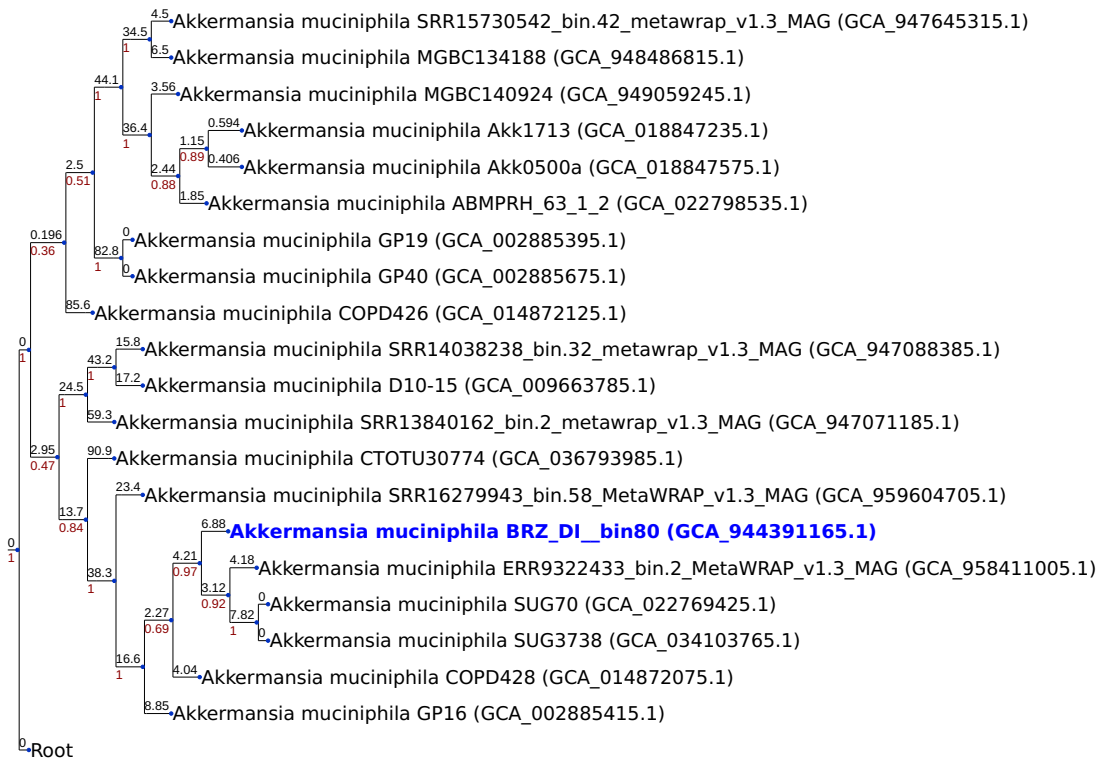 4.5
Akkermansia muciniphila SRR15730542_bin.42_metawrap_v1.3_MAG (GCA_947645315.1)
34.5
1
6.5
Akkermansia muciniphila MGBC134188 (GCA_948486815.1)
44.1
1
3.56
Akkermansia muciniphila MGBC140924 (GCA_949059245.1)
36.4
1
0.594
Akkermansia muciniphila Akk1713 (GCA_018847235.1)
1.15
0.89
0.406
Akkermansia muciniphila Akk0500a (GCA_018847575.1)
2.44
0.88
1.85
Akkermansia muciniphila ABMPRH_63_1_2 (GCA_022798535.1)
2.5
0.51
0
Akkermansia muciniphila GP19 (GCA_002885395.1)
82.8
1
0
Akkermansia muciniphila GP40 (GCA_002885675.1)
0.196
0.36
85.6
Akkermansia muciniphila COPD426 (GCA_014872125.1)
0
1
15.8
Akkermansia muciniphila SRR14038238_bin.32_metawrap_v1.3_MAG (GCA_947088385.1)
43.2
1
17.2
Akkermansia muciniphila D10-15 (GCA_009663785.1)
24.5
1
59.3
Akkermansia muciniphila SRR13840162_bin.2_metawrap_v1.3_MAG (GCA_947071185.1)
2.95
0.47
90.9
Akkermansia muciniphila CTOTU30774 (GCA_036793985.1)
13.7
0.84
23.4
Akkermansia muciniphila SRR16279943_bin.58_MetaWRAP_v1.3_MAG (GCA_959604705.1)
38.3
1
6.88
Akkermansia muciniphila BRZ_DI__bin80 (GCA_944391165.1)
4.21
0.97
4.18
Akkermansia muciniphila ERR9322433_bin.2_MetaWRAP_v1.3_MAG (GCA_958411005.1)
3.12
0.92
0
Akkermansia muciniphila SUG70 (GCA_022769425.1)
7.82
1
0
Akkermansia muciniphila SUG3738 (GCA_034103765.1)
2.27
0.69
4.04
Akkermansia muciniphila COPD428 (GCA_014872075.1)
16.6
1
8.85
Akkermansia muciniphila GP16 (GCA_002885415.1)
0
1
0
Root